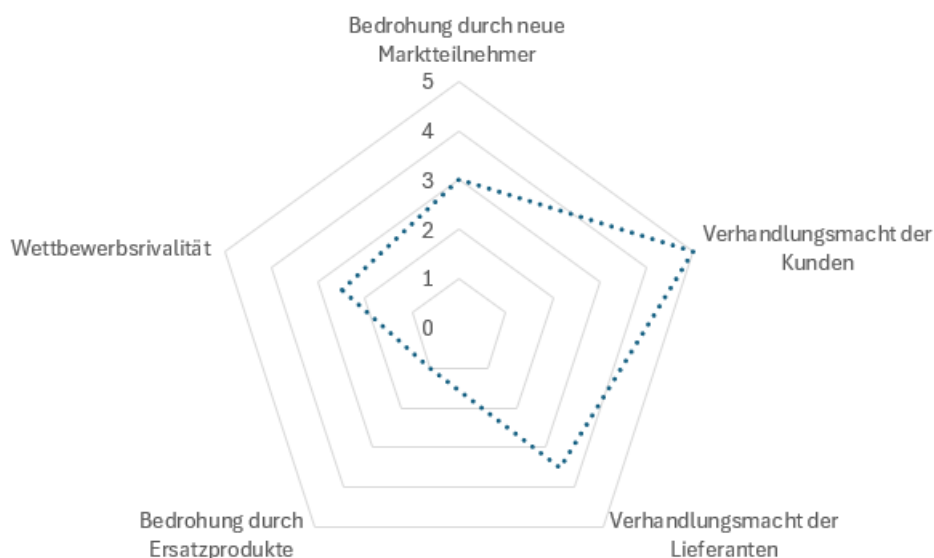 Bedrohung durch neue
Marktteilnehmer
5
4
3
2
1
0
Verhandlungsmacht der
Kunden
Wettbewerbsrivalität
Bedrohung durch
Ersatzprodukte
Verhandlungsmacht der
Lieferanten